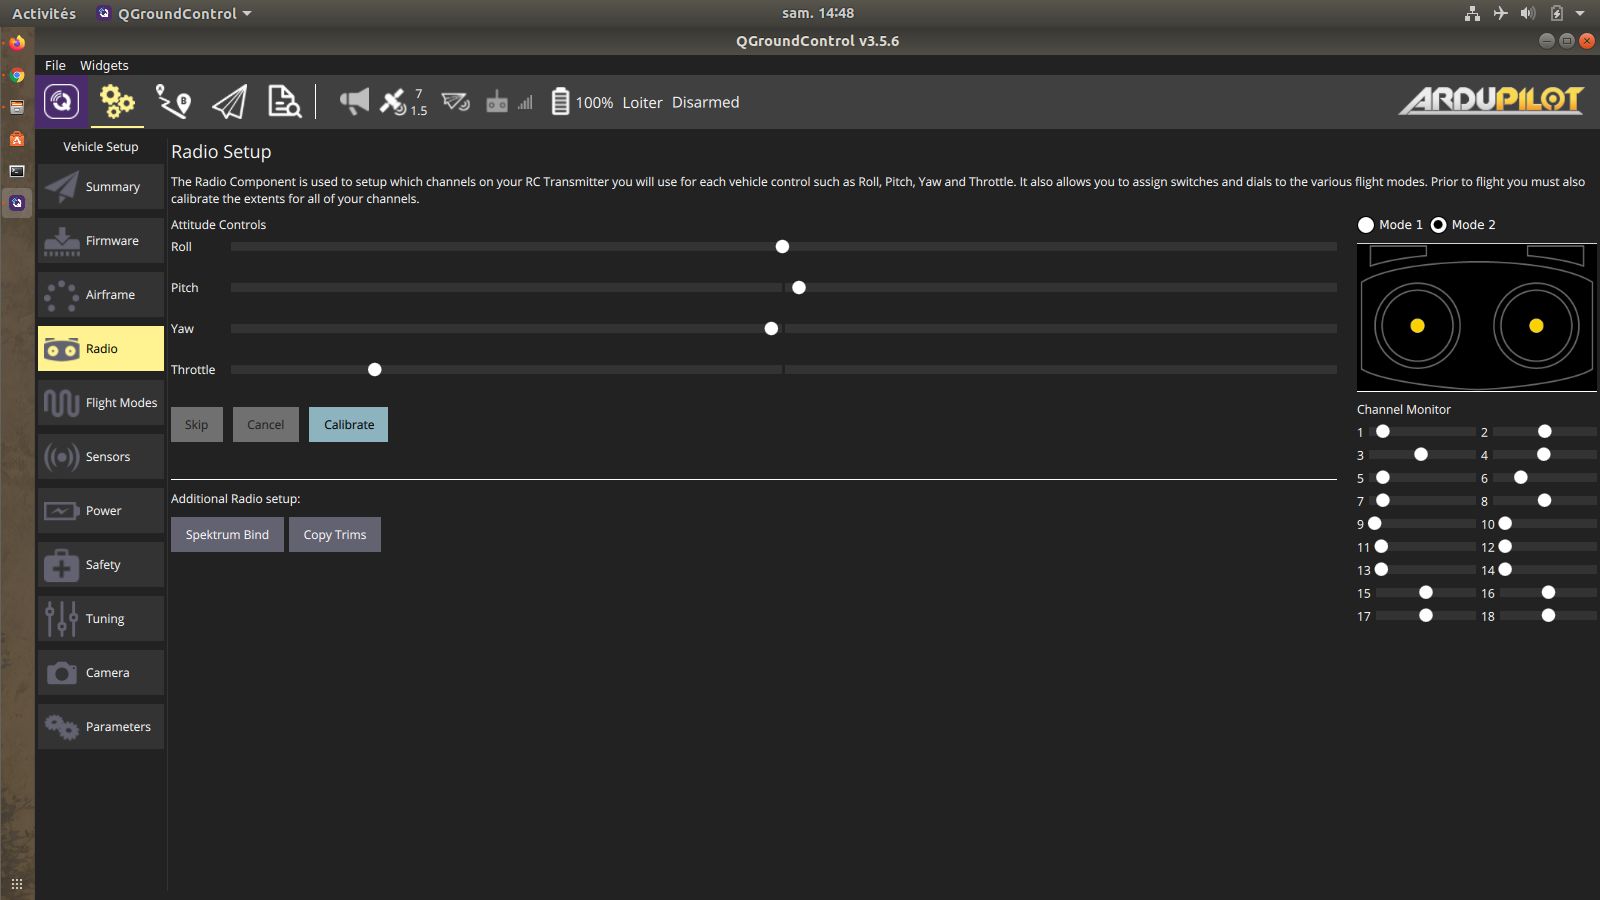 Activités QGroundControl sam. 14:48
QGroundControl v3.5.6
File Widgets
7
1.5
100% Loiter Disarmed
ARDUPILOT
Vehicle Setup
Summary
Firmware
Airframe
Radio
Flight Modes
Sensors
Power
Safety
Tuning
Camera
Parameters
Radio Setup
The Radio Component is used to setup which channels on your RC Transmitter you will use for each vehicle control such as Roll, Pitch, Yaw and Throttle. It also allows you to assign switches and dials to the various flight modes. Prior to flight you must also
calibrate the extents for all of your channels.
Attitude Controls
Roll
Pitch
Yaw
Throttle
Skip Cancel Calibrate
Additional Radio setup:
Spektrum Bind Copy Trims
Mode 1 Mode 2
Channel Monitor
1 2
3 4
5 6
7 8
9 10
11 12
13 14
15 16
17 18